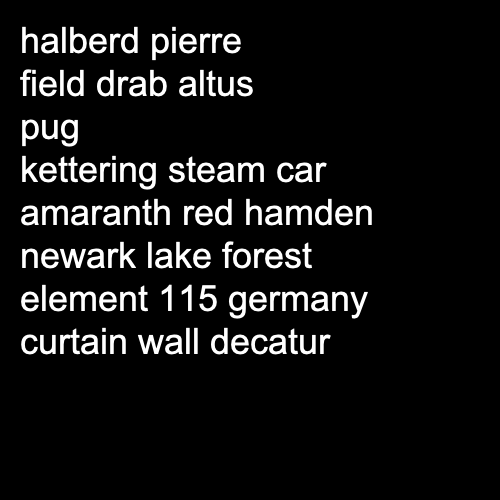 halberd pierre
field drab altus
pug
kettering steam car
amaranth red hamden
newark lake forest
element 115 germany
curtain wall decatur